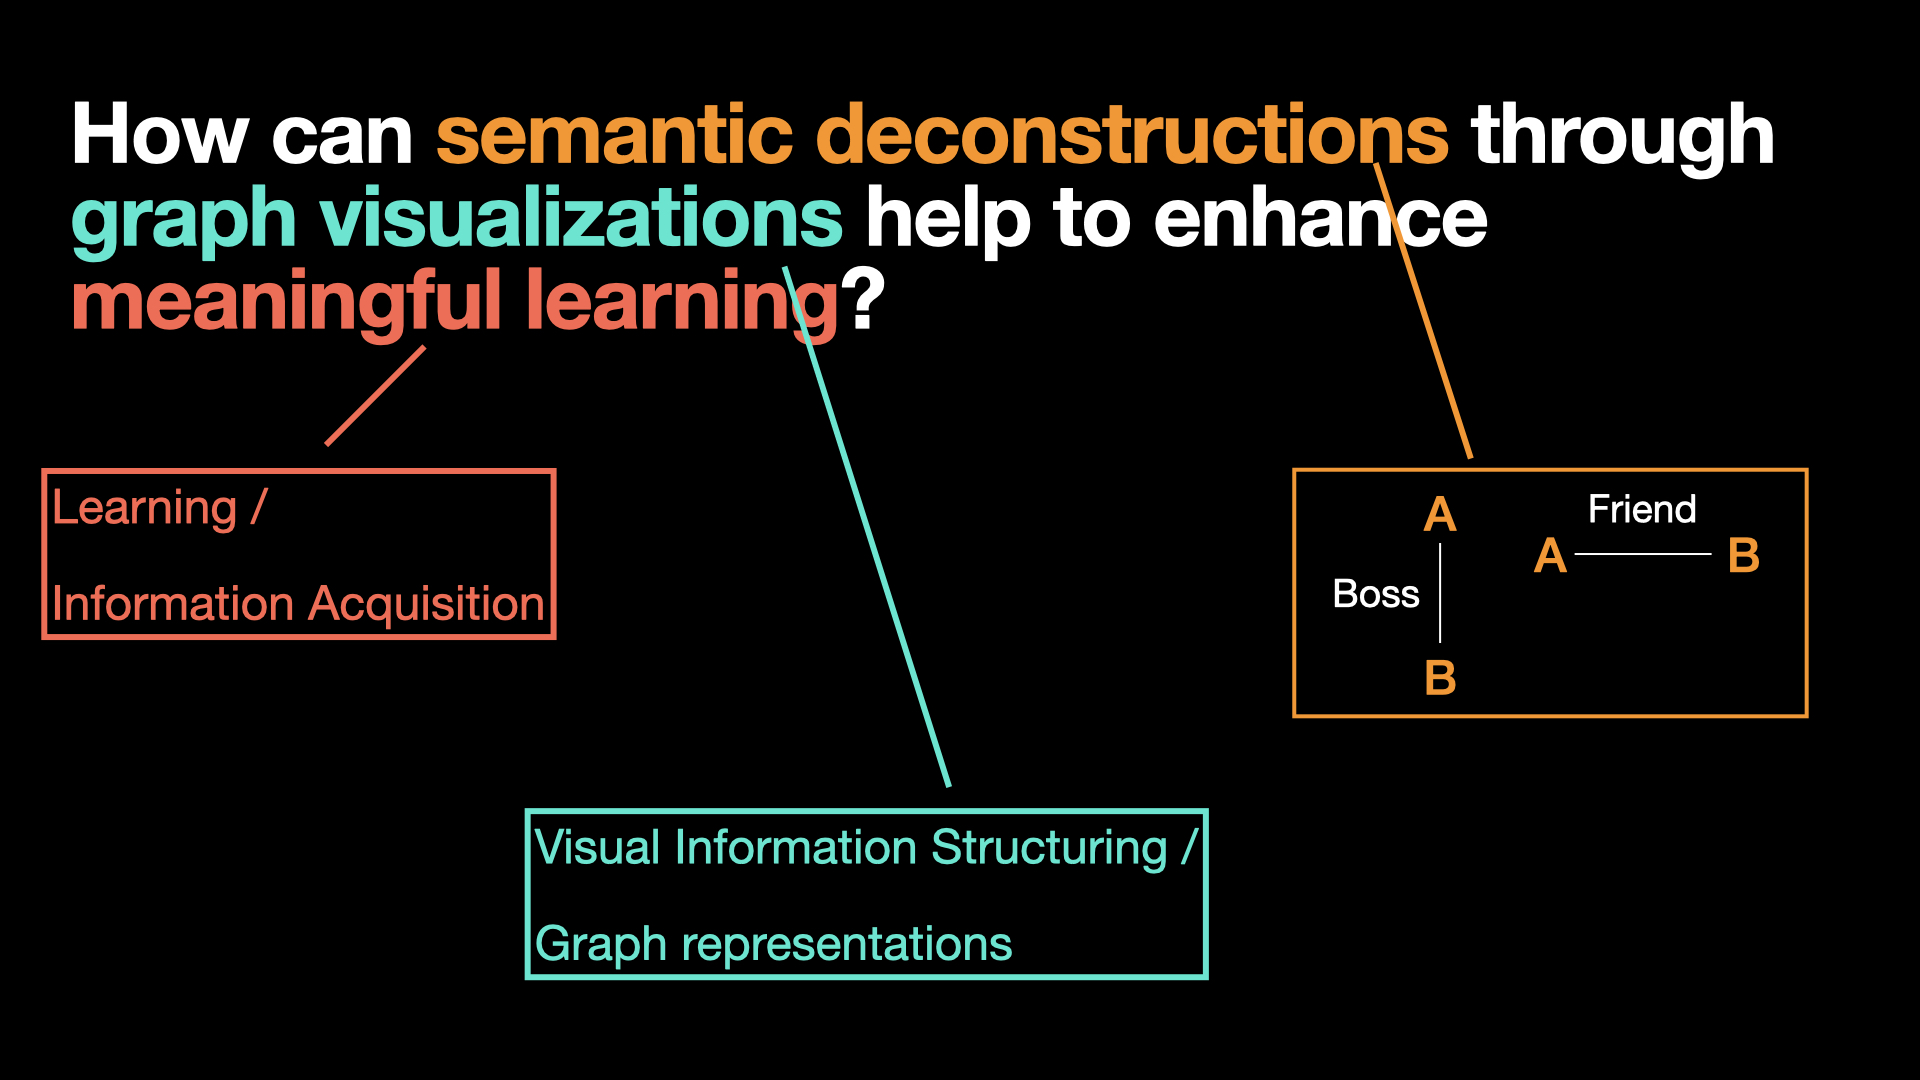 How can semantic deconstructions through
graph visualizations help to enhance
meaningful learning?
Learning /
Information Acquisition
A
Boss
B
Friend
A B
Visual Information Structuring /
Graph representations